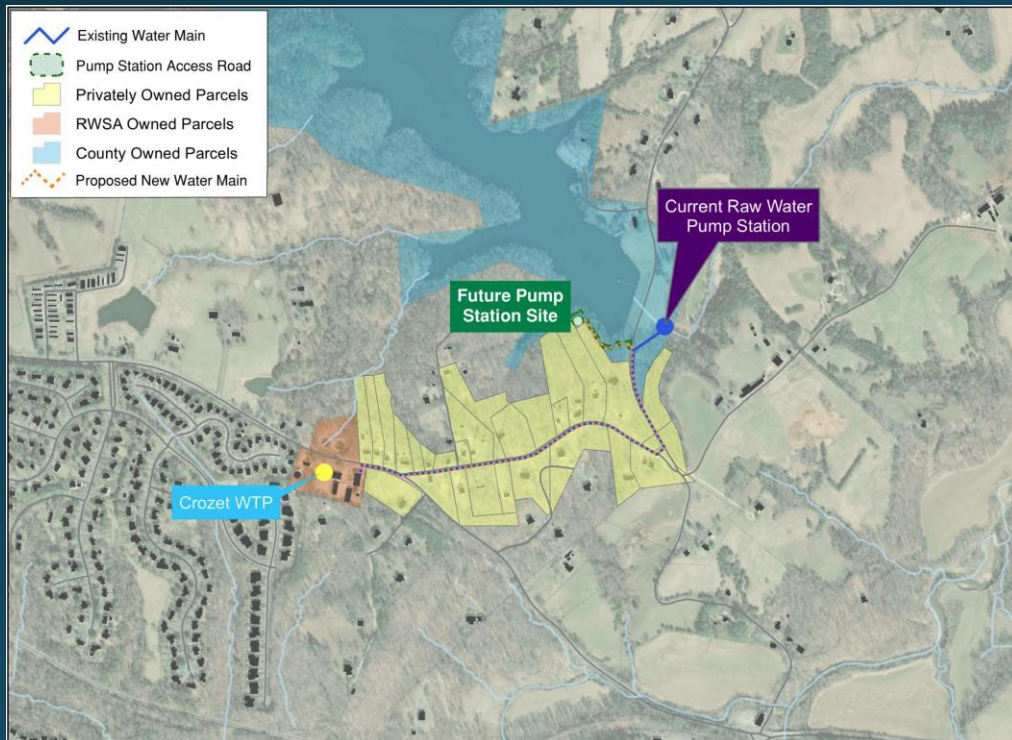 Existing Water Main
Pump Station Access Road
Privately Owned Parcels
RWSA Owned Parcels
County Owned Parcels
Proposed New Water Main
Current Raw Water
Pump Station
Future Pump
Station Site
Crozet WTP